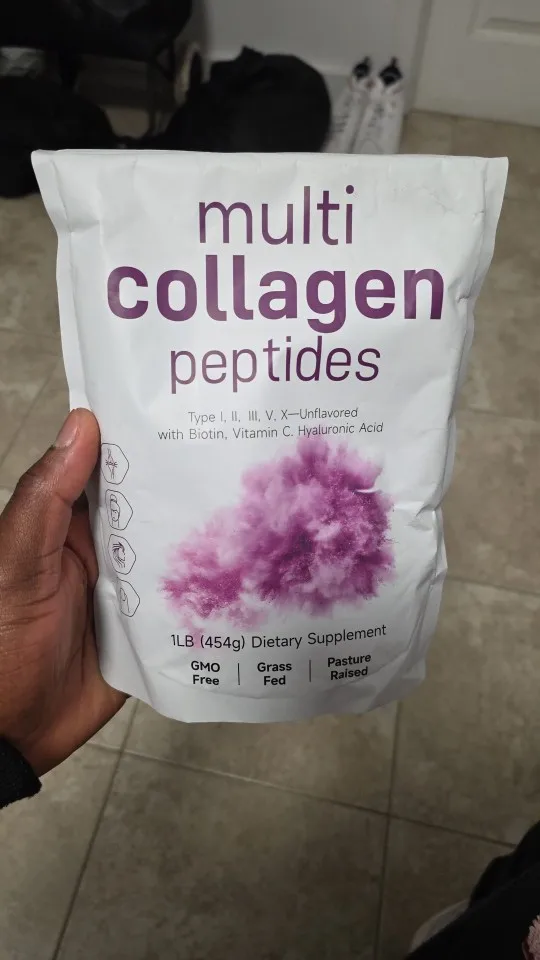 multi
collagen
peptides
Type I, II, III, V, X—Unflavored
with Biotin, Vitamin C. Hyaluronic Acid
1LB (454g) Dietary Supplement
GMO Free | Grass Fed | Pasture Raised